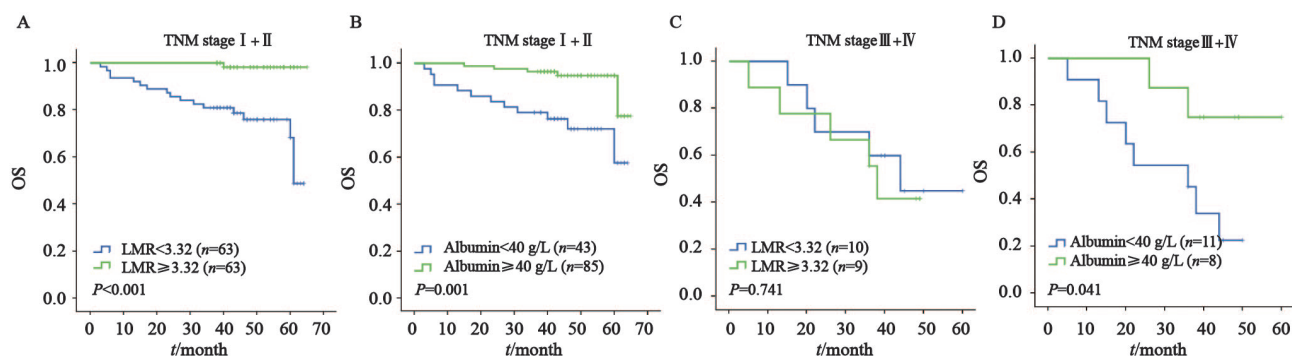 A
TNM stage Ⅰ+Ⅱ
OS
1.0
0.8
0.6
0.4
0.2
0.0
LMR<3.32 (n=63)
LMR≥3.32 (n=63)
P<0.001
0 10 20 30 40 50 60 70
t/month
B
TNM stage Ⅰ+Ⅱ
OS
1.0
0.8
0.6
0.4
0.2
0.0
Albumin<40 g/L (n=43)
Albumin≥40 g/L (n=85)
P=0.001
0 10 20 30 40 50 60 70
t/month
C
TNM stage Ⅲ+Ⅳ
OS
1.0
0.8
0.6
0.4
0.2
0.0
LMR<3.32 (n=10)
LMR≥3.32 (n=9)
P=0.741
0 10 20 30 40 50 60
t/month
D
TNM stage Ⅲ+Ⅳ
OS
1.0
0.8
0.6
0.4
0.2
0.0
Albumin<40 g/L (n=11)
Albumin≥40 g/L (n=8)
P=0.041
0 10 20 30 40 50 60
t/month